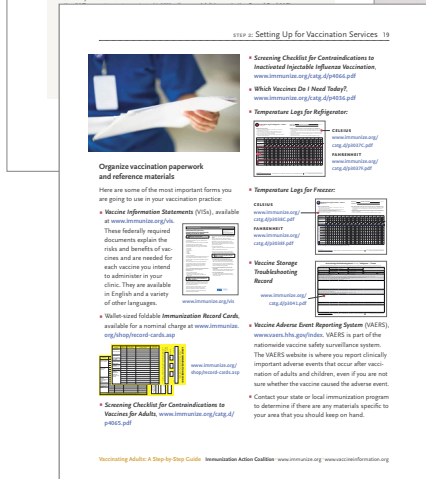 STEP 2: Setting Up for Vaccination Services 19
Organize vaccination paperwork
and reference materials
Here are some of the most important forms you
are going to use in your vaccination practice:
• Vaccine Information Statements (VISs), available
at www.immunize.org/vis.
These federally required
documents explain the
risks and benefits of vac-
cines and are needed for
each vaccine you intend
to administer in your
clinic. They are available
in English and a variety
of other languages.
www.immunize.org/vis
• Wallet-sized foldable Immunization Record Cards,
available for a nominal charge at www.immunize.
org/shop/record-cards.asp
www.immunize.org/
shop/record-cards.asp
• Screening Checklist for Contraindications to
Vaccines for Adults, www.immunize.org/catg.d/
p4065.pdf
• Screening Checklist for Contraindications to
Inactivated Injectable Influenza Vaccination,
www.immunize.org/catg.d/p4066.pdf
• Which Vaccines Do I Need Today?,
www.immunize.org/catg.d/p4036.pdf
• Temperature Logs for Refrigerator:
CELSIUS
www.immunize.org/
catg.d/p3037C.pdf
FAHRENHEIT
www.immunize.org/
catg.d/p3037F.pdf
• Temperature Logs for Freezer:
CELSIUS
www.immunize.org/
catg.d/p3038C.pdf
FAHRENHEIT
www.immunize.org/
catg.d/p3038F.pdf
• Vaccine Storage
Troubleshooting
Record
www.immunize.org/
catg.d/p3041.pdf
• Vaccine Adverse Event Reporting System (VAERS),
www.vaers.hhs.gov/index. VAERS is part of the
nationwide vaccine safety surveillance system.
The VAERS website is where you report clinically
important adverse events that occur after vacci-
nation of adults and children, even if you are not
sure whether the vaccine caused the adverse event.
• Contact your state or local immunization program
to determine if there are any materials specific to
your area that you should keep on hand.
Vaccinating Adults: A Step-by-Step Guide Immunization Action Coalition · www.immunize.org · www.vaccineinformation.org